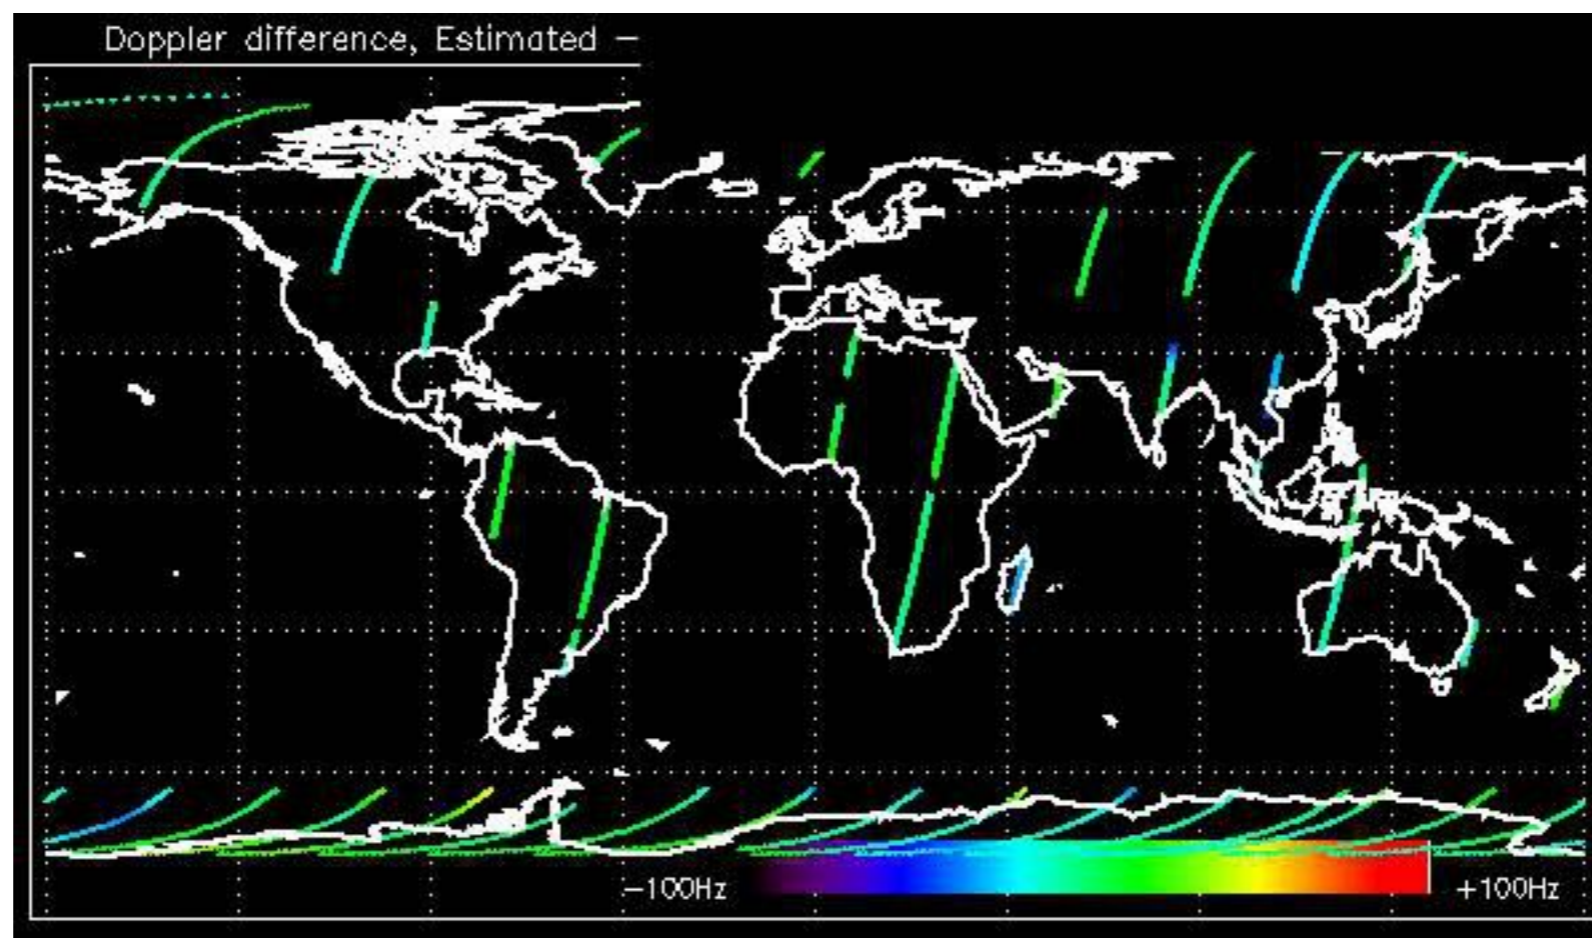 Doppler difference, Estimated –
-100Hz
+100Hz